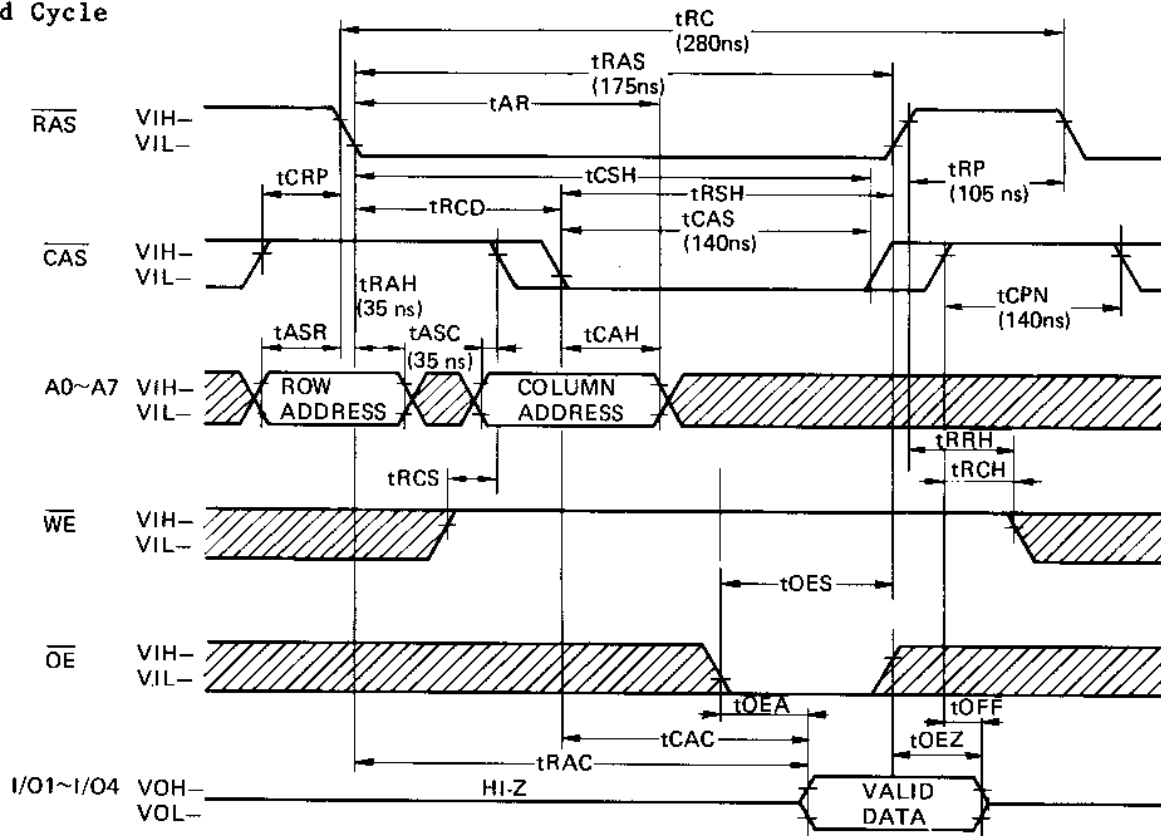 d Cycle
tRC
(280ns)
tRAS
(175ns)
tAR
RAS VIH–
VIL–
tCRP
tCSH
tRSH
tRP
(105 ns)
tRCD
tCAS
(140ns)
CAS VIH–
VIL–
tRAH
(35 ns)
tCPN
(140ns)
tASR
tASC
(35 ns)
tCAH
A0~A7 VIH–
VIL–
ROW
ADDRESS
COLUMN
ADDRESS
tRRH
tRCS
tRCH
WE VIH–
VIL–
tOES
OE VIH–
VIL–
tOEA
tOFF
tCAC
tOEZ
tRAC
I/O1~I/O4 VOH–
VOL–
HI-Z
VALID
DATA